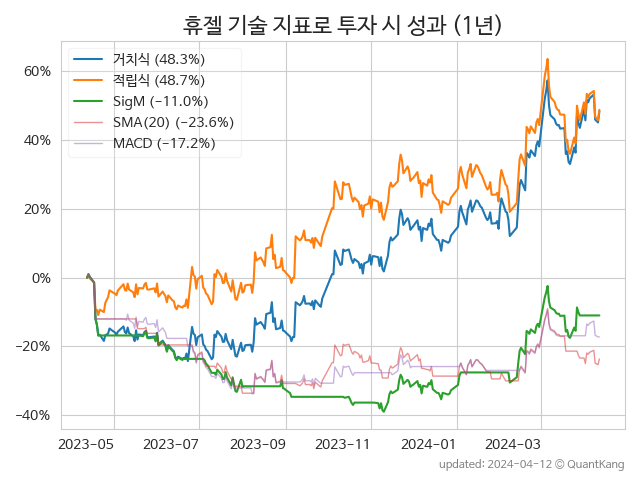 휴젤 기술 지표로 투자 시 성과 (1년)
거치식 (48.3%)
적립식 (48.7%)
SigM (−11.0%)
SMA(20) (−23.6%)
MACD (−17.2%)
60%
40%
20%
0%
−20%
−40%
2023-05 2023-07 2023-09 2023-11 2024-01 2024-03
updated: 2024-04-12 © QuantKang